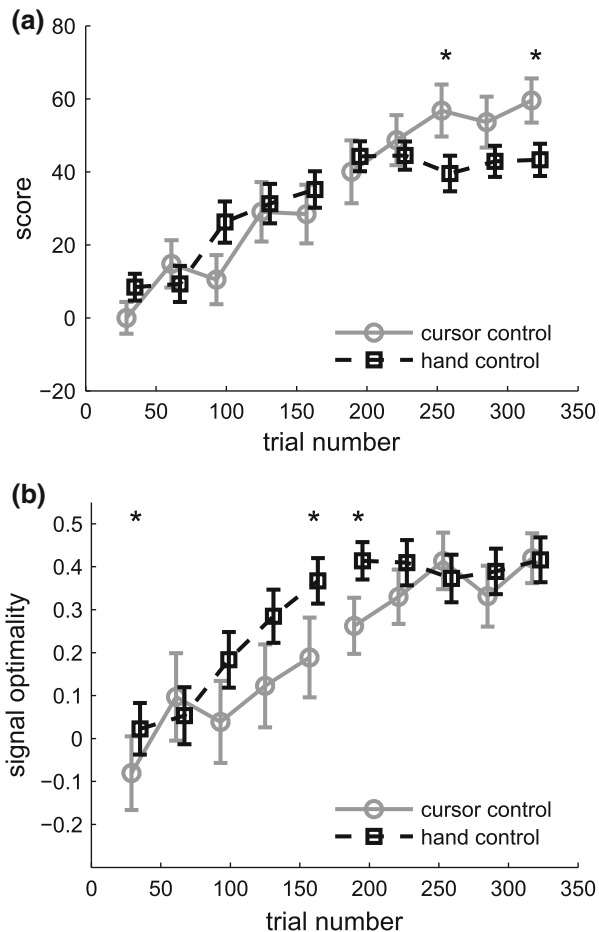 (a)
80
60
40
20
0
−20
score
* *
cursor control
hand control
0 50 100 150 200 250 300 350
trial number
(b)
0.5
0.4
0.3
0.2
0.1
0
−0.1
−0.2
signal optimality
* * *
cursor control
hand control
0 50 100 150 200 250 300 350
trial number